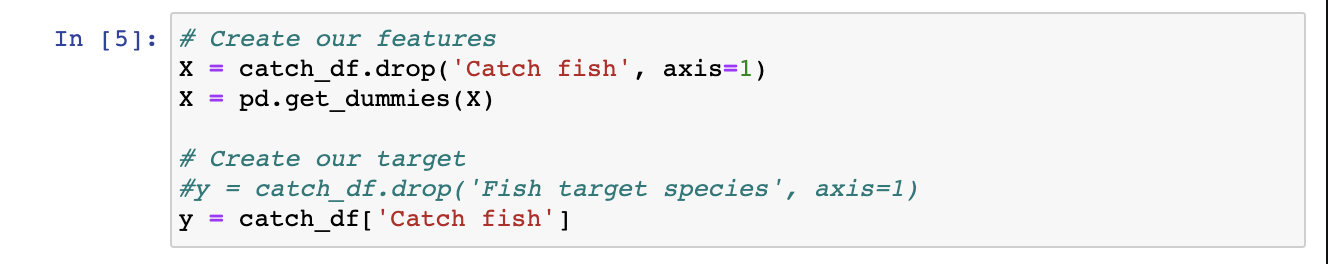 In [5]: # Create our features
X = catch_df.drop('Catch fish', axis=1)
X = pd.get_dummies(X)
# Create our target
#y = catch_df.drop('Fish target species', axis=1)
y = catch_df['Catch fish']